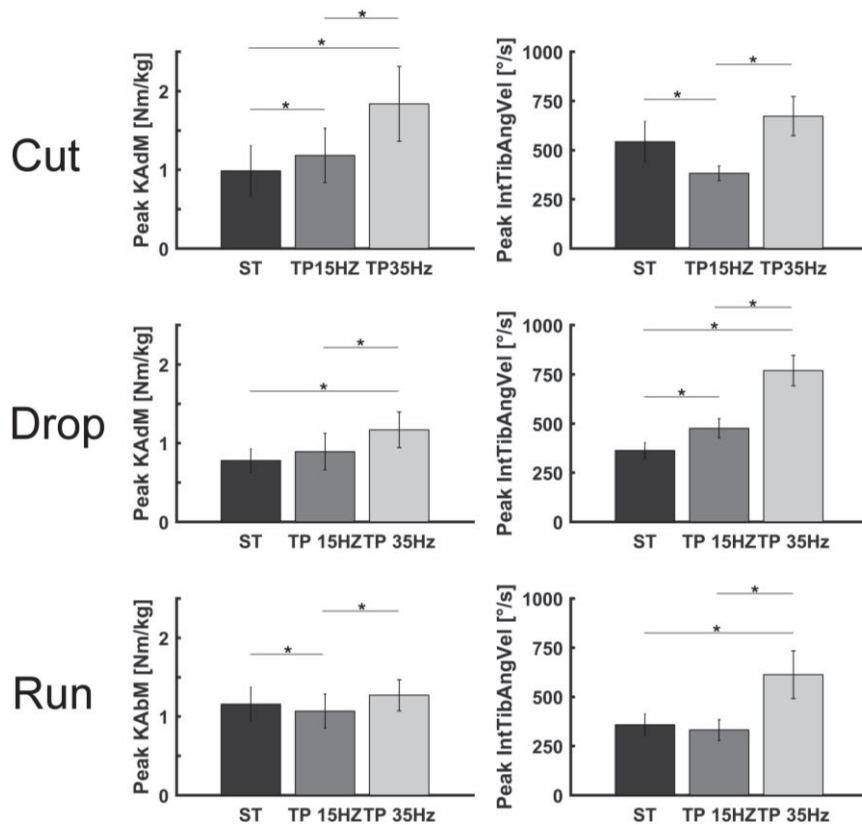 Cut
Peak KAdM [Nm/kg]
2
1
0
*
*
*
ST TP15HZ TP35Hz
Peak IntTibAngVel [°/s]
1000
750
500
250
0
*
*
ST TP15HZ TP35Hz
Drop
Peak KAdM [Nm/kg]
2
1
0
*
*
ST TP 15HZ TP 35Hz
Peak IntTibAngVel [°/s]
1000
750
500
250
0
*
*
*
ST TP 15HZ TP 35Hz
Run
Peak KAbM [Nm/kg]
2
1
0
*
*
ST TP 15HZ TP 35Hz
Peak IntTibAngVel [°/s]
1000
750
500
250
0
*
*
ST TP 15HZ TP 35Hz